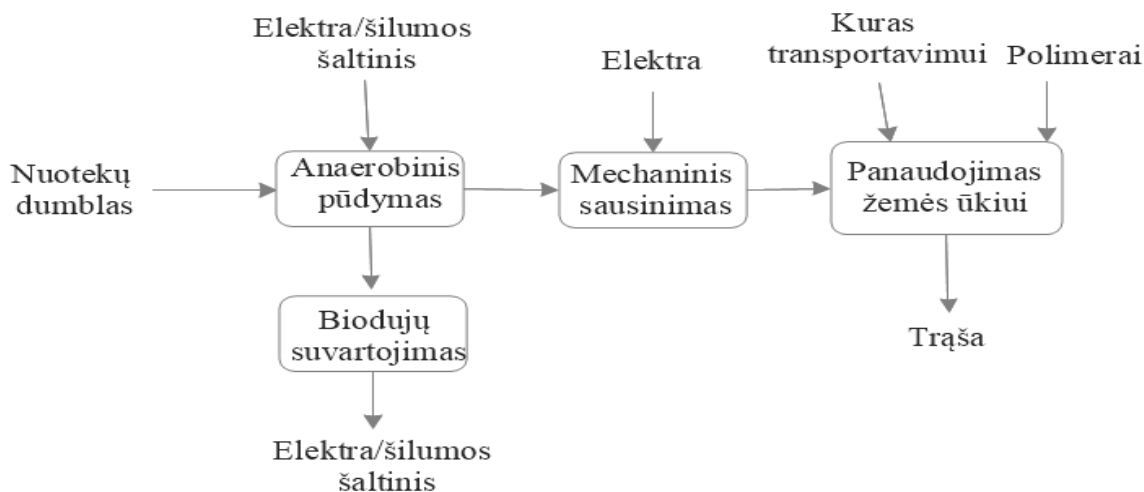 Elektra/šilumos
šaltinis
Elektra
Kuras
transportavimui
Polimerai
Nuotekų
dumblas
Anaerobinis
pūdymas
Mechaninis
sausinimas
Panaudojimas
žemės ūkiui
Biodujų
suvartojimas
Trąša
Elektra/šilumos
šaltinis